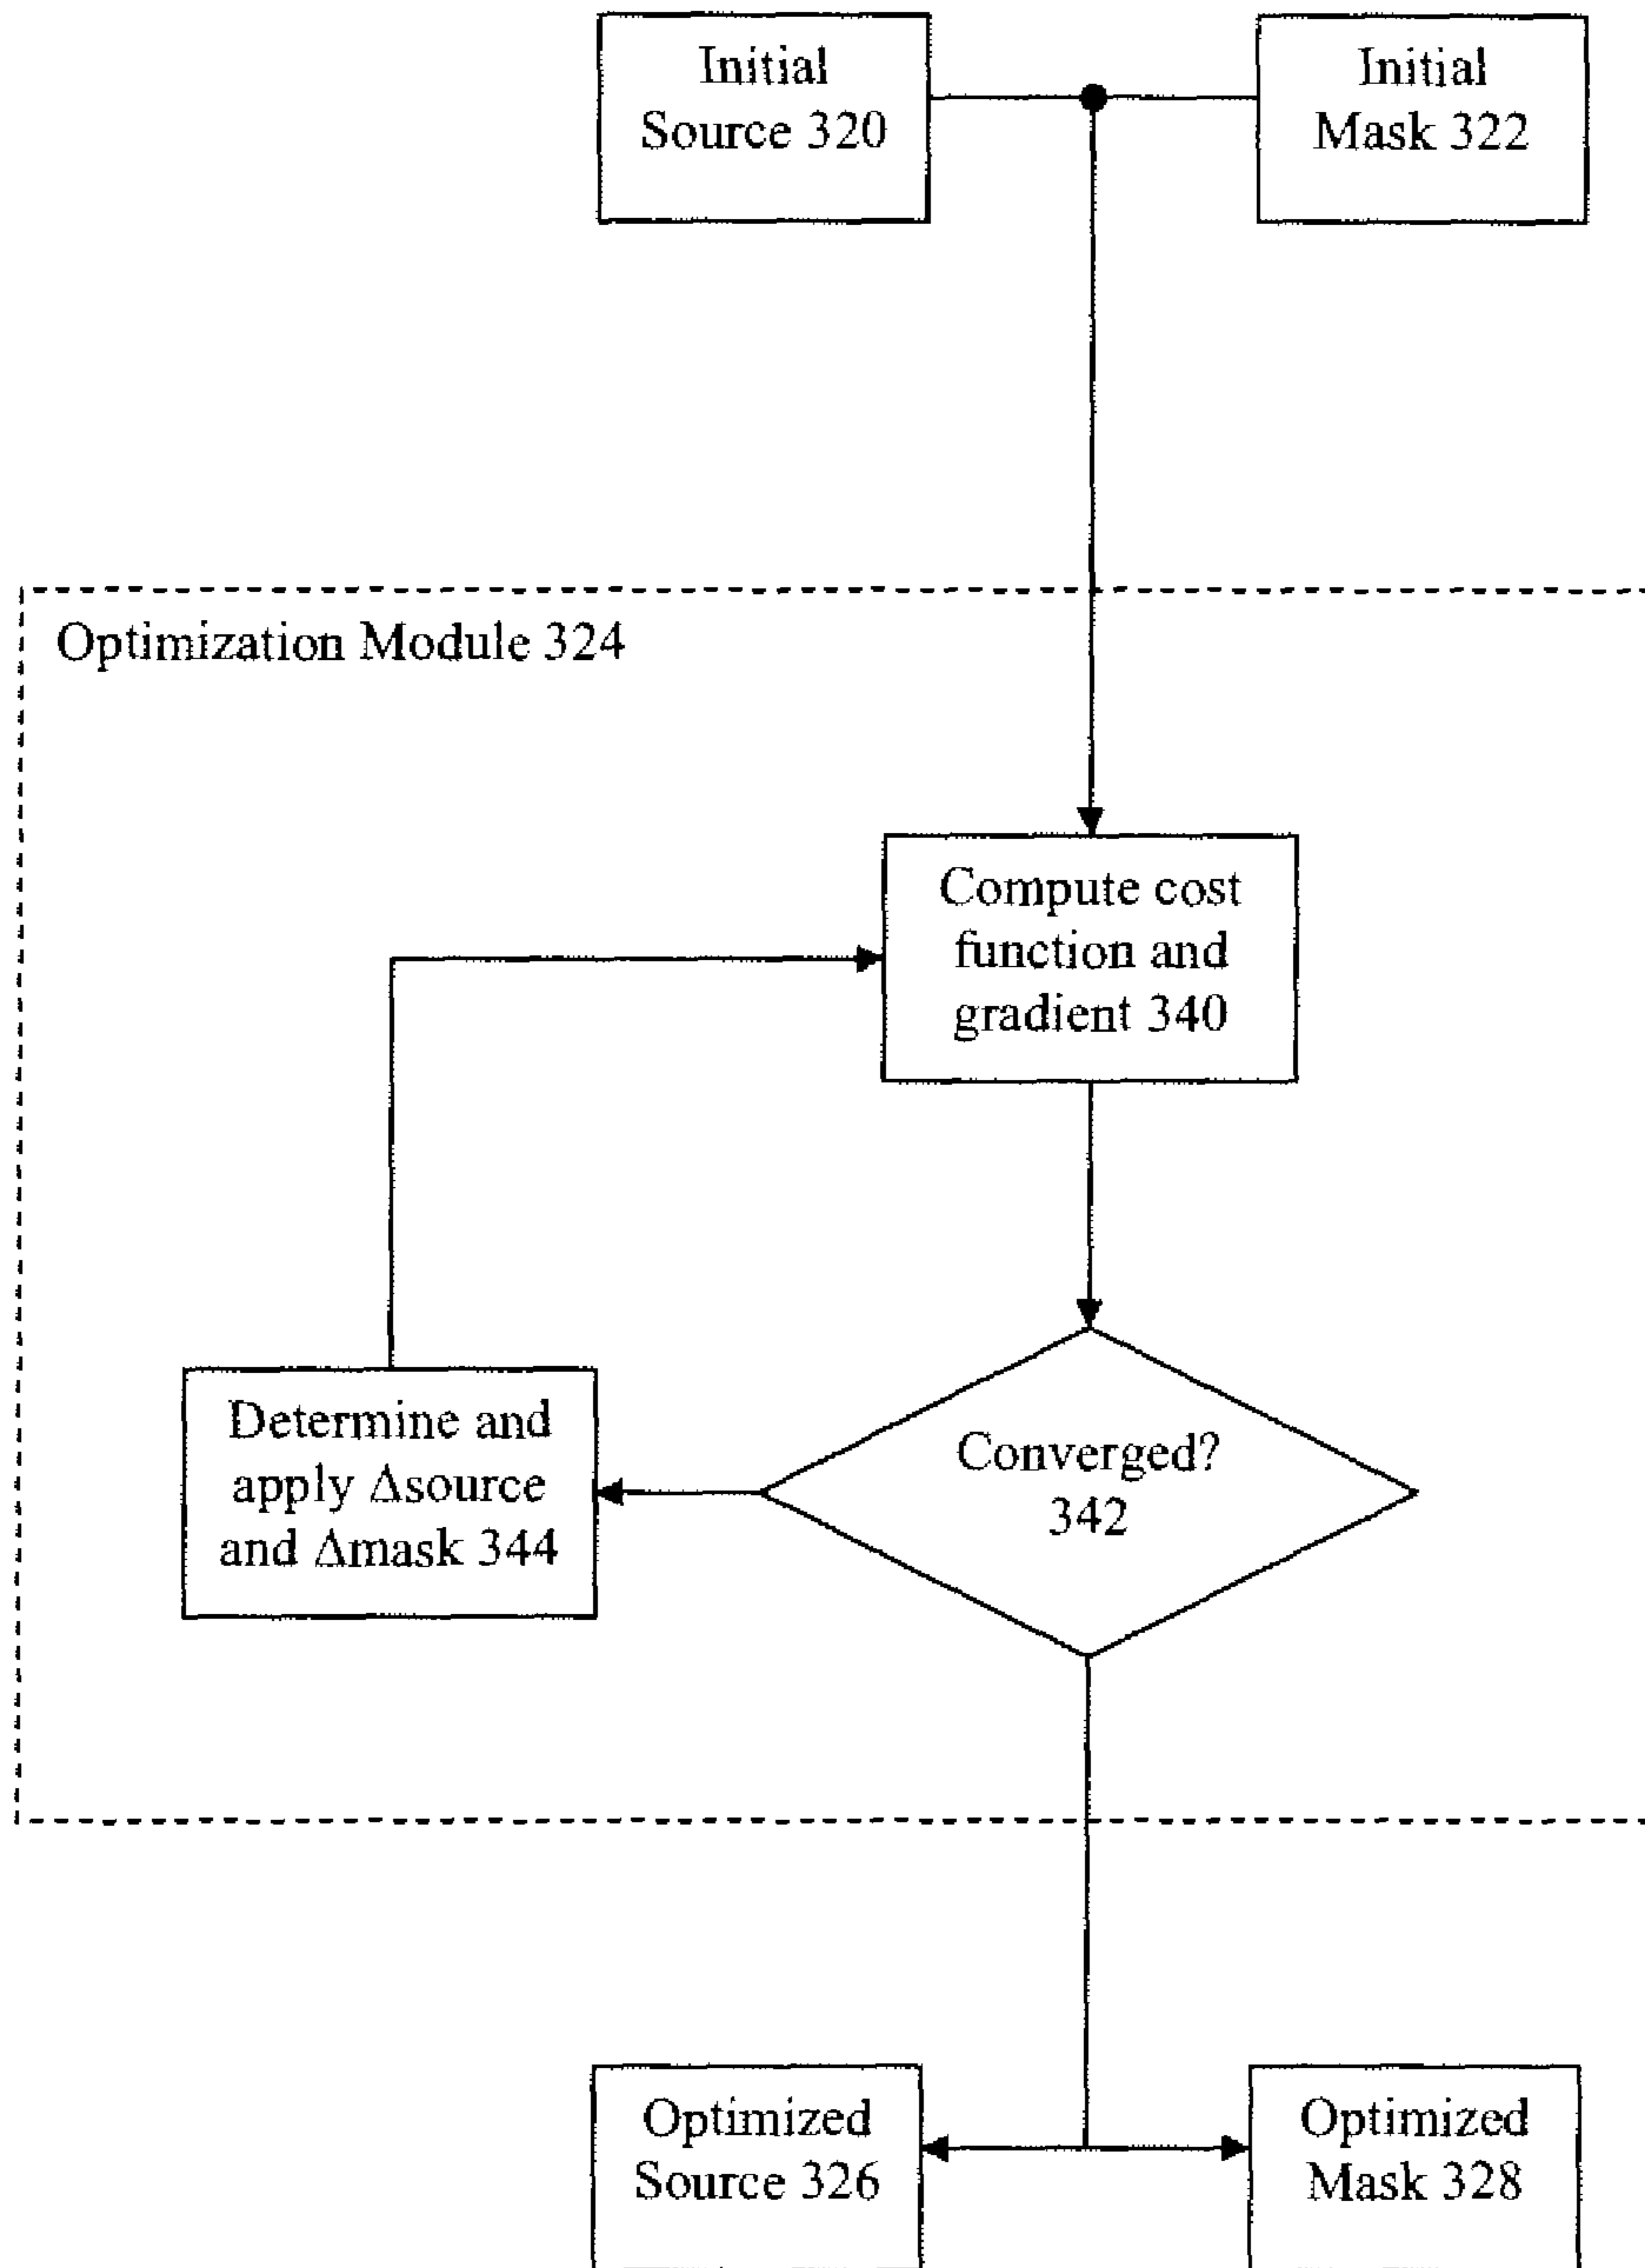 Initial
Source 320
Initial
Mask 322
Optimization Module 324
Compute cost
function and
gradient 340
Determine and
apply Δsource
and Δmask 344
Converged?
342
Optimized
Source 326
Optimized
Mask 328